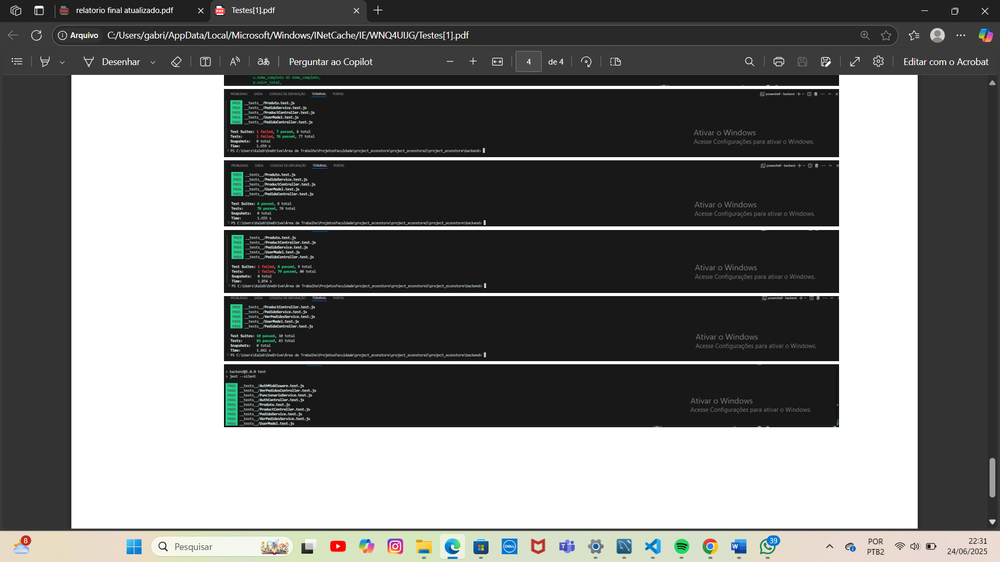 relatorio final atualizado.pdf
Testes[1].pdf
Arquivo
C:/Users/gabri/AppData/Local/Microsoft/Windows/INetCache/IE/WNQ4UIJG/Testes[1].pdf
Desenhar
Perguntar ao Copilot
4 de 4
Editar com o Acrobat
u.nome_completo AS nome_completo,
p.valor_total,
PROBLEMAS SAÍDA CONSOLE DE DEPURAÇÃO TERMINAL PORTAS
powershell - backend
PASS __tests__/Produto.test.js
PASS __tests__/PedidoService.test.js
PASS __tests__/ProductController.test.js
PASS __tests__/UserModel.test.js
PASS __tests__/PedidoController.test.js
Test Suites: 1 failed, 7 passed, 8 total
Tests: 1 failed, 76 passed, 77 total
Snapshots: 0 total
Time: 1.659 s
PS C:\Users\Kaleb\OneDrive\Área de Trabalho\ProjetosFaculdade\project_econstore\project_econstore2\project_econstore\backend>
Ativar o Windows
Acesse Configurações para ativar o Windows.
PROBLEMAS SAÍDA CONSOLE DE DEPURAÇÃO TERMINAL PORTAS
powershell - backend
PASS __tests__/Produto.test.js
PASS __tests__/PedidoService.test.js
PASS __tests__/ProductController.test.js
PASS __tests__/UserModel.test.js
PASS __tests__/PedidoController.test.js
Test Suites: 8 passed, 8 total
Tests: 78 passed, 78 total
Snapshots: 0 total
Time: 1.655 s
PS C:\Users\Kaleb\OneDrive\Área de Trabalho\ProjetosFaculdade\project_econstore\project_econstore2\project_econstore\backend>
Ativar o Windows
Acesse Configurações para ativar o Windows.
PASS __tests__/Produto.test.js
PASS __tests__/ProductController.test.js
PASS __tests__/PedidoService.test.js
PASS __tests__/UserModel.test.js
PASS __tests__/PedidoController.test.js
Test Suites: 1 failed, 8 passed, 9 total
Tests: 1 failed, 79 passed, 80 total
Snapshots: 0 total
Time: 1.854 s
PS C:\Users\Kaleb\OneDrive\Área de Trabalho\ProjetosFaculdade\project_econstore\project_econstore2\project_econstore\backend>
Ativar o Windows
Acesse Configurações para ativar o Windows.
PROBLEMAS SAÍDA CONSOLE DE DEPURAÇÃO TERMINAL PORTAS
powershell - backend
PASS __tests__/ProductController.test.js
PASS __tests__/PedidoService.test.js
PASS __tests__/VerPedidosService.test.js
PASS __tests__/UserModel.test.js
PASS __tests__/PedidoController.test.js
Test Suites: 10 passed, 10 total
Tests: 83 passed, 83 total
Snapshots: 0 total
Time: 1.842 s
PS C:\Users\Kaleb\OneDrive\Área de Trabalho\ProjetosFaculdade\project_econstore\project_econstore2\project_econstore\backend>
Ativar o Windows
Acesse Configurações para ativar o Windows.
> backend@1.0.0 test
> jest --silent
PASS __tests__/AuthMiddleware.test.js
PASS __tests__/VerPedidosController.test.js
PASS __tests__/FuncionarioService.test.js
PASS __tests__/AuthController.test.js
PASS __tests__/Produto.test.js
PASS __tests__/ProductController.test.js
PASS __tests__/PedidoService.test.js
PASS __tests__/VerPedidosService.test.js
PASS __tests__/UserModel.test.js
Ativar o Windows
Acesse Configurações para ativar o Windows.
8
Pesquisar
DELL
39
POR
PTB2
22:31
24/06/2025